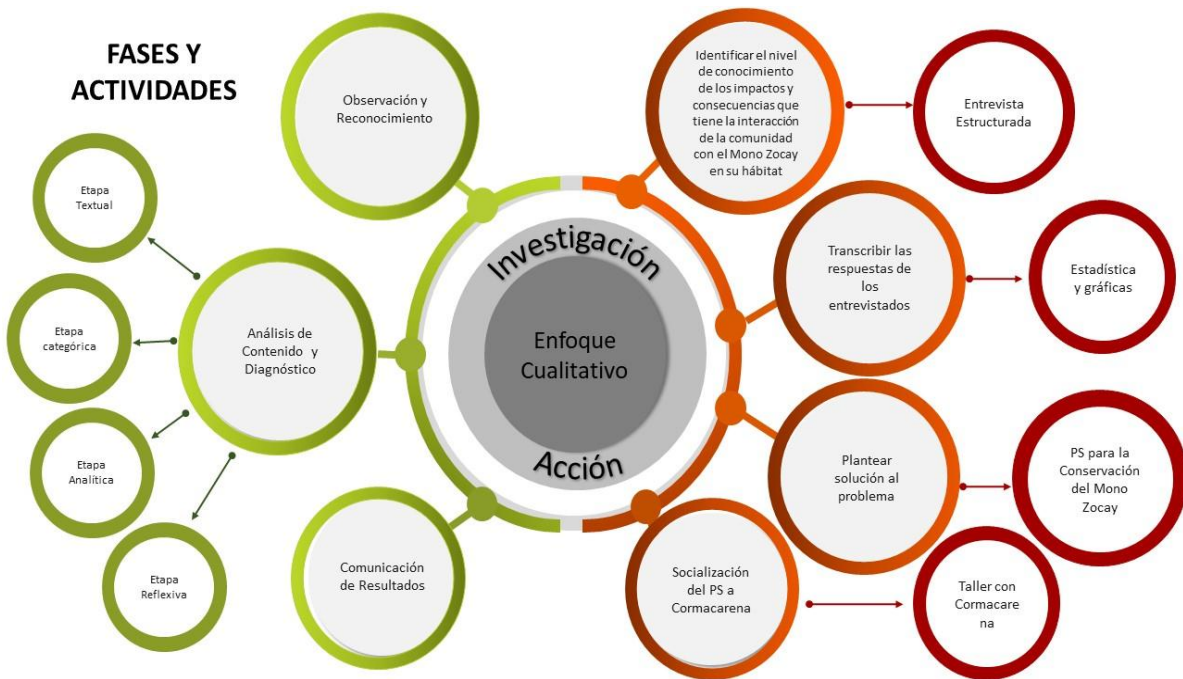 FASES Y
ACTIVIDADES
Observación y
Reconocimiento
Etapa
Textual
Etapa
categórica
Etapa
Analítica
Etapa
Reflexiva
Análisis de
Contenido y
Diagnóstico
Comunicación
de Resultados
Investigación
Enfoque
Cualitativo
Acción
Identificar el nivel
de conocimiento
de los impactos y
consecuencias que
tiene la interacción
de la comunidad
con el Mono Zocay
en su hábitat
Entrevista
Estructurada
Transcribir las
respuestas de
los
entrevistados
Estadística
y gráficas
Plantear
solución al
problema
PS para la
Conservación
del Mono
Zocay
Socialización
del PS a
Cormacarena
Taller con
Cormacare
na